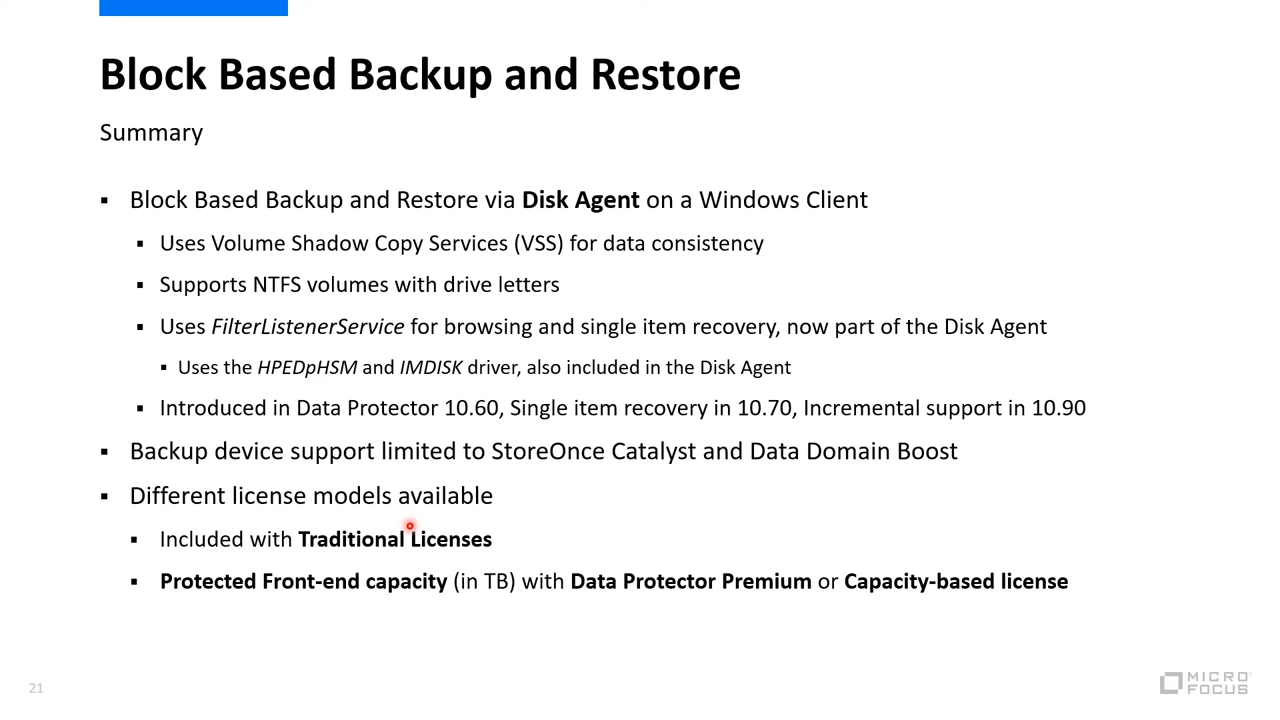 Block Based Backup and Restore
Summary
▪ Block Based Backup and Restore via Disk Agent on a Windows Client
▪ Uses Volume Shadow Copy Services (VSS) for data consistency
▪ Supports NTFS volumes with drive letters
▪ Uses FilterListenerService for browsing and single item recovery, now part of the Disk Agent
▪ Uses the HPEDpHSM and IMDISK driver, also included in the Disk Agent
▪ Introduced in Data Protector 10.60, Single item recovery in 10.70, Incremental support in 10.90
▪ Backup device support limited to StoreOnce Catalyst and Data Domain Boost
▪ Different license models available
▪ Included with Traditional Licenses
▪ Protected Front-end capacity (in TB) with Data Protector Premium or Capacity-based license
21
MICRO
FOCUS